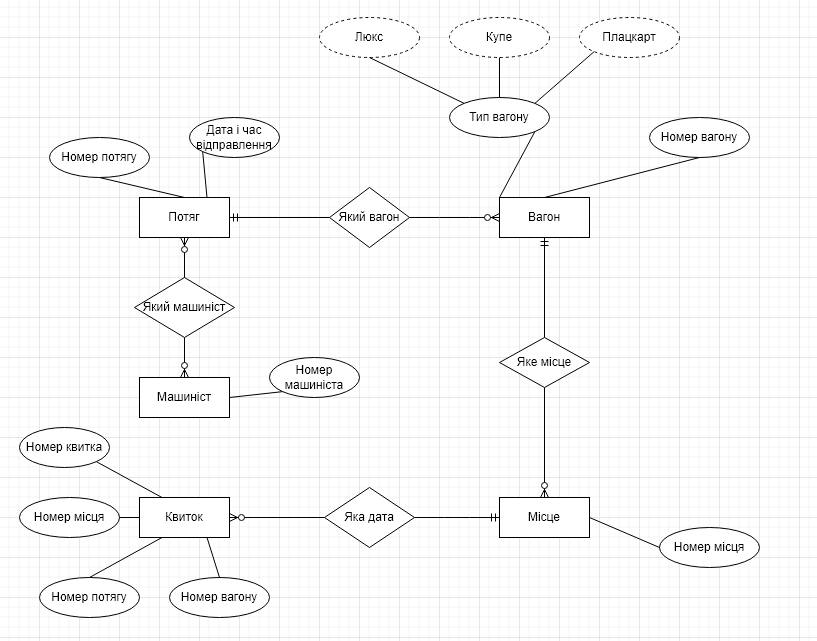 Люкс
Купе
Плацкарт
Тип вагону
Дата і час
відправлення
Номер вагону
Номер потягу
Потяг
Який вагон
Вагон
Який машиніст
Яке місце
Номер
машиніста
Машиніст
Номер квитка
Номер місця
Квиток
Яка дата
Місце
Номер місця
Номер потягу
Номер вагону